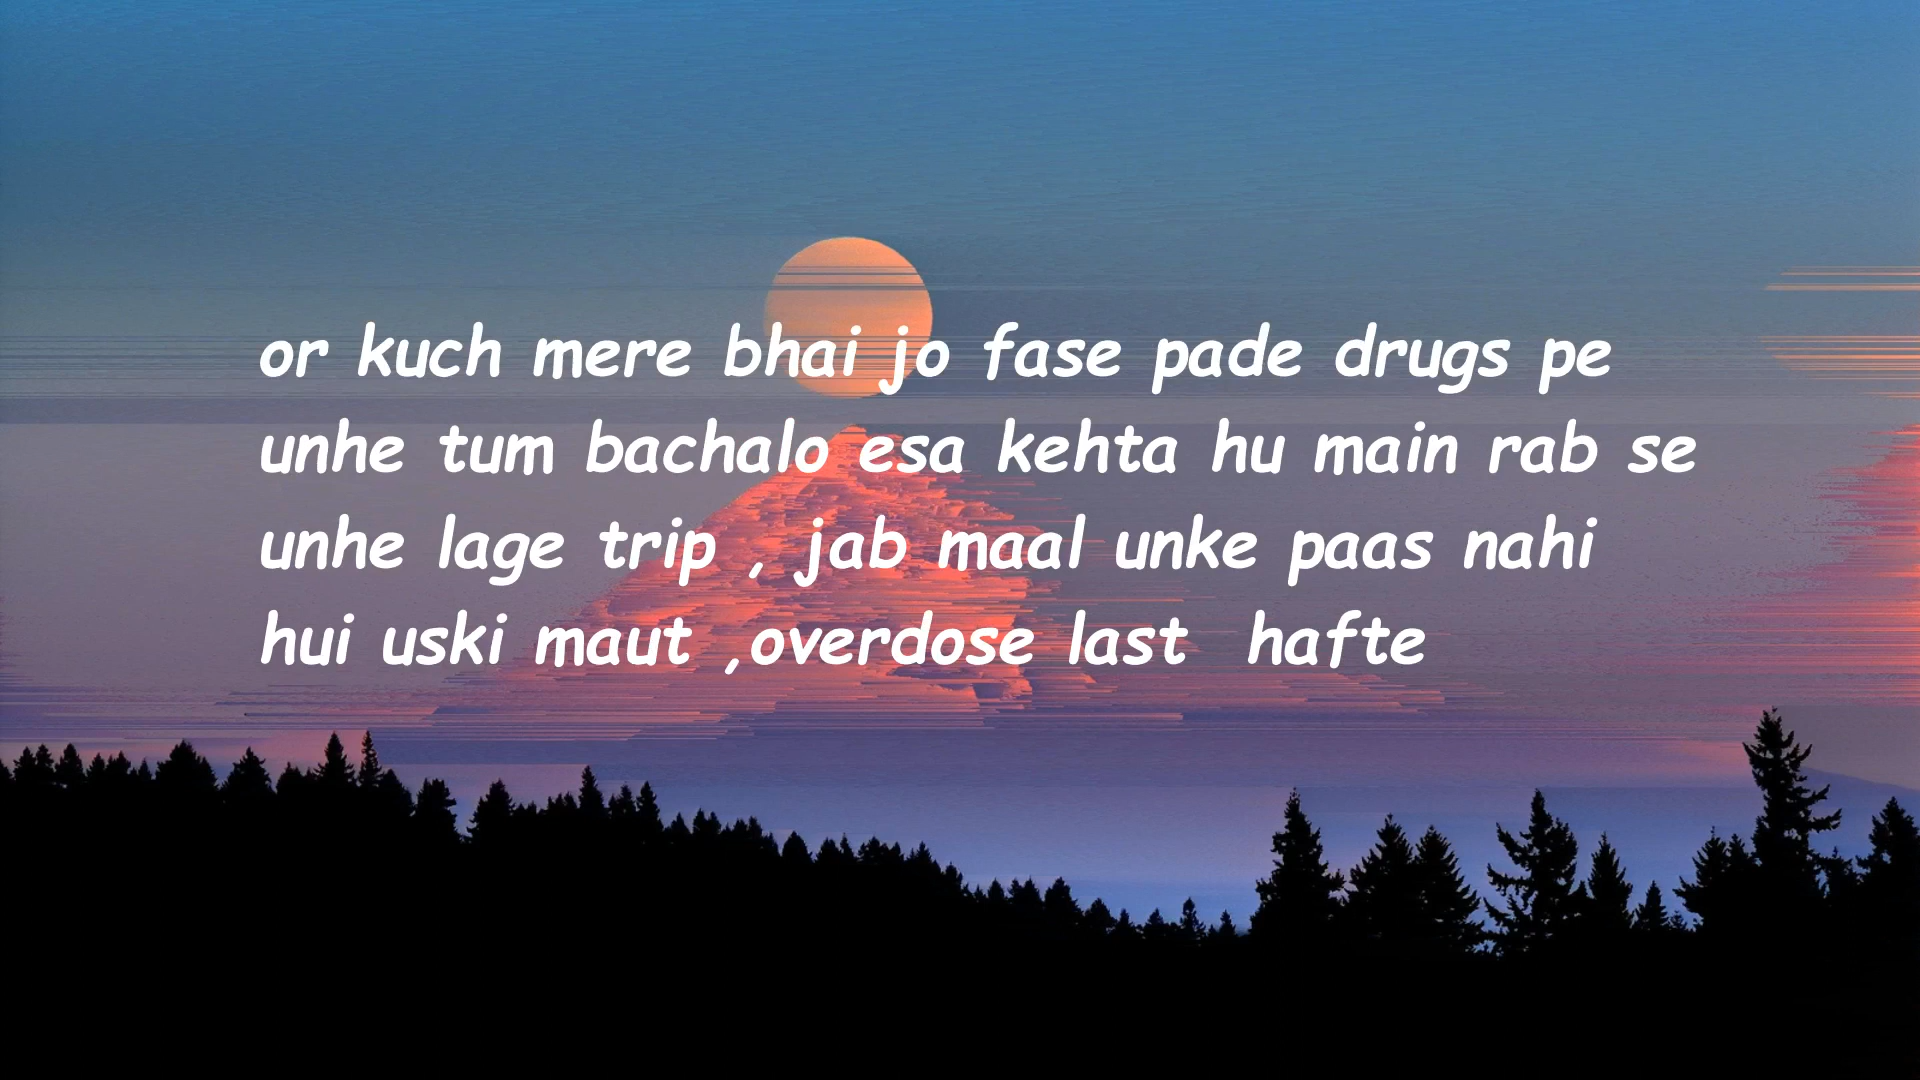 or kuch mere bhai jo fase pade drugs pe
unhe tum bachalo esa kehta hu main rab se
unhe lage trip , jab maal unke paas nahi
hui uski maut ,overdose last  hafte